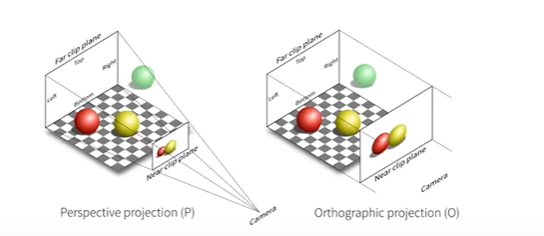 Far clip plane
Top
Right
Left
Bottom
Near clip plane
Camera
Perspective projection (P)
Far clip plane
Top
Right
Left
Bottom
Near clip plane
Camera
Orthographic projection (O)